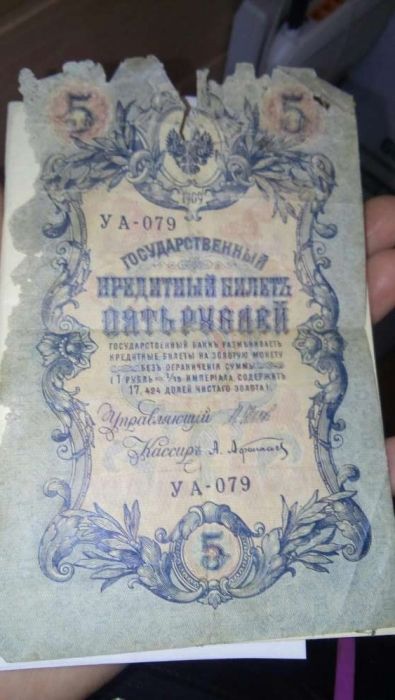 5 5
1909
УА-079
ГОСУДАРСТВЕННЫЙ
КРЕДИТНЫЙ БИЛЕТЪ
ПЯТЬ РУБЛЕЙ
ГОСУДАРСТВЕННЫЙ БАНКЪ РАЗМѢНИВАЕТЪ
КРЕДИТНЫЕ БИЛЕТЫ НА ЗОЛОТУЮ МОНЕТУ
БЕЗЪ ОГРАНИЧЕНІЯ СУММЫ
(1 РУБЛЬ = 1/15 ИМПЕРІАЛА, СОДЕРЖИТЪ
17,424 ДОЛЕЙ ЧИСТАГО ЗОЛОТА).
Управляющій
Кассиръ А. Афанасьев
УА-079
5